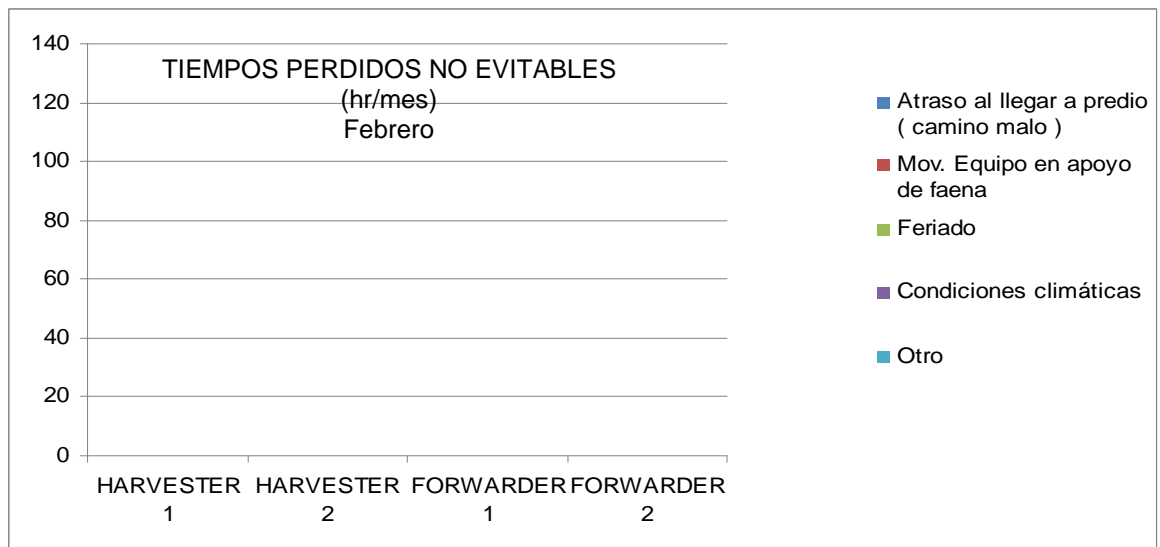 TIEMPOS PERDIDOS NO EVITABLES
(hr/mes)
Febrero
140
120
100
80
60
40
20
0
HARVESTER 1
HARVESTER 2
FORWARDER 1
FORWARDER 2
Atraso al llegar a predio
( camino malo )
Mov. Equipo en apoyo
de faena
Feriado
Condiciones climáticas
Otro